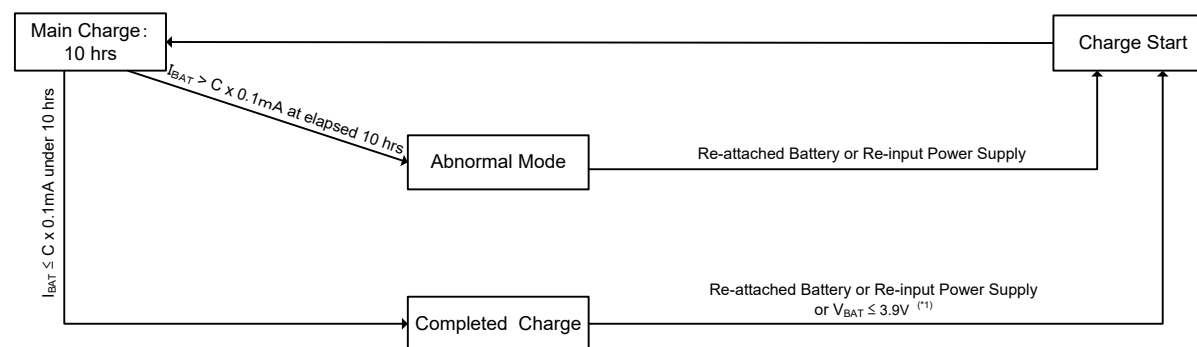 Main Charge:
10 hrs
Charge Start
I_BAT > C x 0.1mA at elapsed 10 hrs
Abnormal Mode
Re-attached Battery or Re-input Power Supply
I_BAT ≤ C x 0.1mA under 10 hrs
Completed Charge
Re-attached Battery or Re-input Power Supply
or V_BAT ≤ 3.9V (*1)